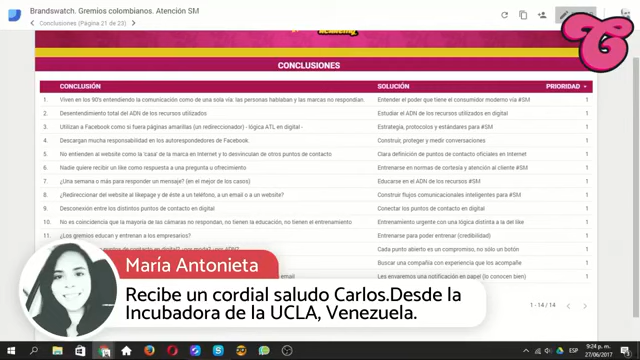 Brandswatch. Gremios colombianos. Atención SM
Conclusiones (Página 21 de 23)
CONCLUSIONES
CONCLUSIÓN SOLUCIÓN PRIORIDAD
1. Viven en los 90's entendiendo la comunicación como de una sola vía: las personas hablaban y las marcas no respondían. Entender el poder que tiene el consumidor moderno vía #SM 1
2. Desentendimiento total del ADN de los recursos utilizados Estudiar el ADN de los recursos utilizados en digital 1
3. Utilizan a Facebook como si fuera páginas amarillas (un redireccionador) - lógica ATL en digital - Estrategia, protocolos y estándares para #SM 1
4. Descargan mucha responsabilidad en los autorespondedores de Facebook. Construir, proteger y medir conversaciones 1
5. No entienden al website como la 'casa' de la marca en Internet y lo desvinculan de otros puntos de contacto Clara definición de puntos de contacto oficiales en Internet 1
6. Nadie quiere recibir un like como respuesta a una pregunta u ofrecimiento Entrenarse en normas de cortesía y atención al cliente #SM 1
7. ¿Una semana o más para responder un mensaje? (en el mejor de los casos) Educarse en el ADN de los recursos #SM 1
8. ¿Redireccionar del website al likepage y de éste a un teléfono, a un email o a un website? Construir flujos comunicacionales inteligentes para #SM 1
9. Desconexión entre los distintos puntos de contacto en digital Conectar los puntos de contacto en digital 1
10. No es coincidencia que la mayoría de las cámaras no respondan, no tienen la educación, no tienen el entrenamiento Entrenamiento urgente con una lógica distinta a la del like 1
11. ¿Los gremios educan y entrenan a los empresarios? Entrenarse para poder entrenar (credibilidad) 1
Cada punto abierto es un compromiso, no sólo un botón 1
Buscar una compañía con experiencia que los acompañe 1
email Les enviaremos una notificación en papel (lo conocen bien) 1
1 - 14 / 14
María Antonieta
Recibe un cordial saludo Carlos.Desde la
Incubadora de la UCLA, Venezuela.
ESP
9:24 p. m.
27/06/2017